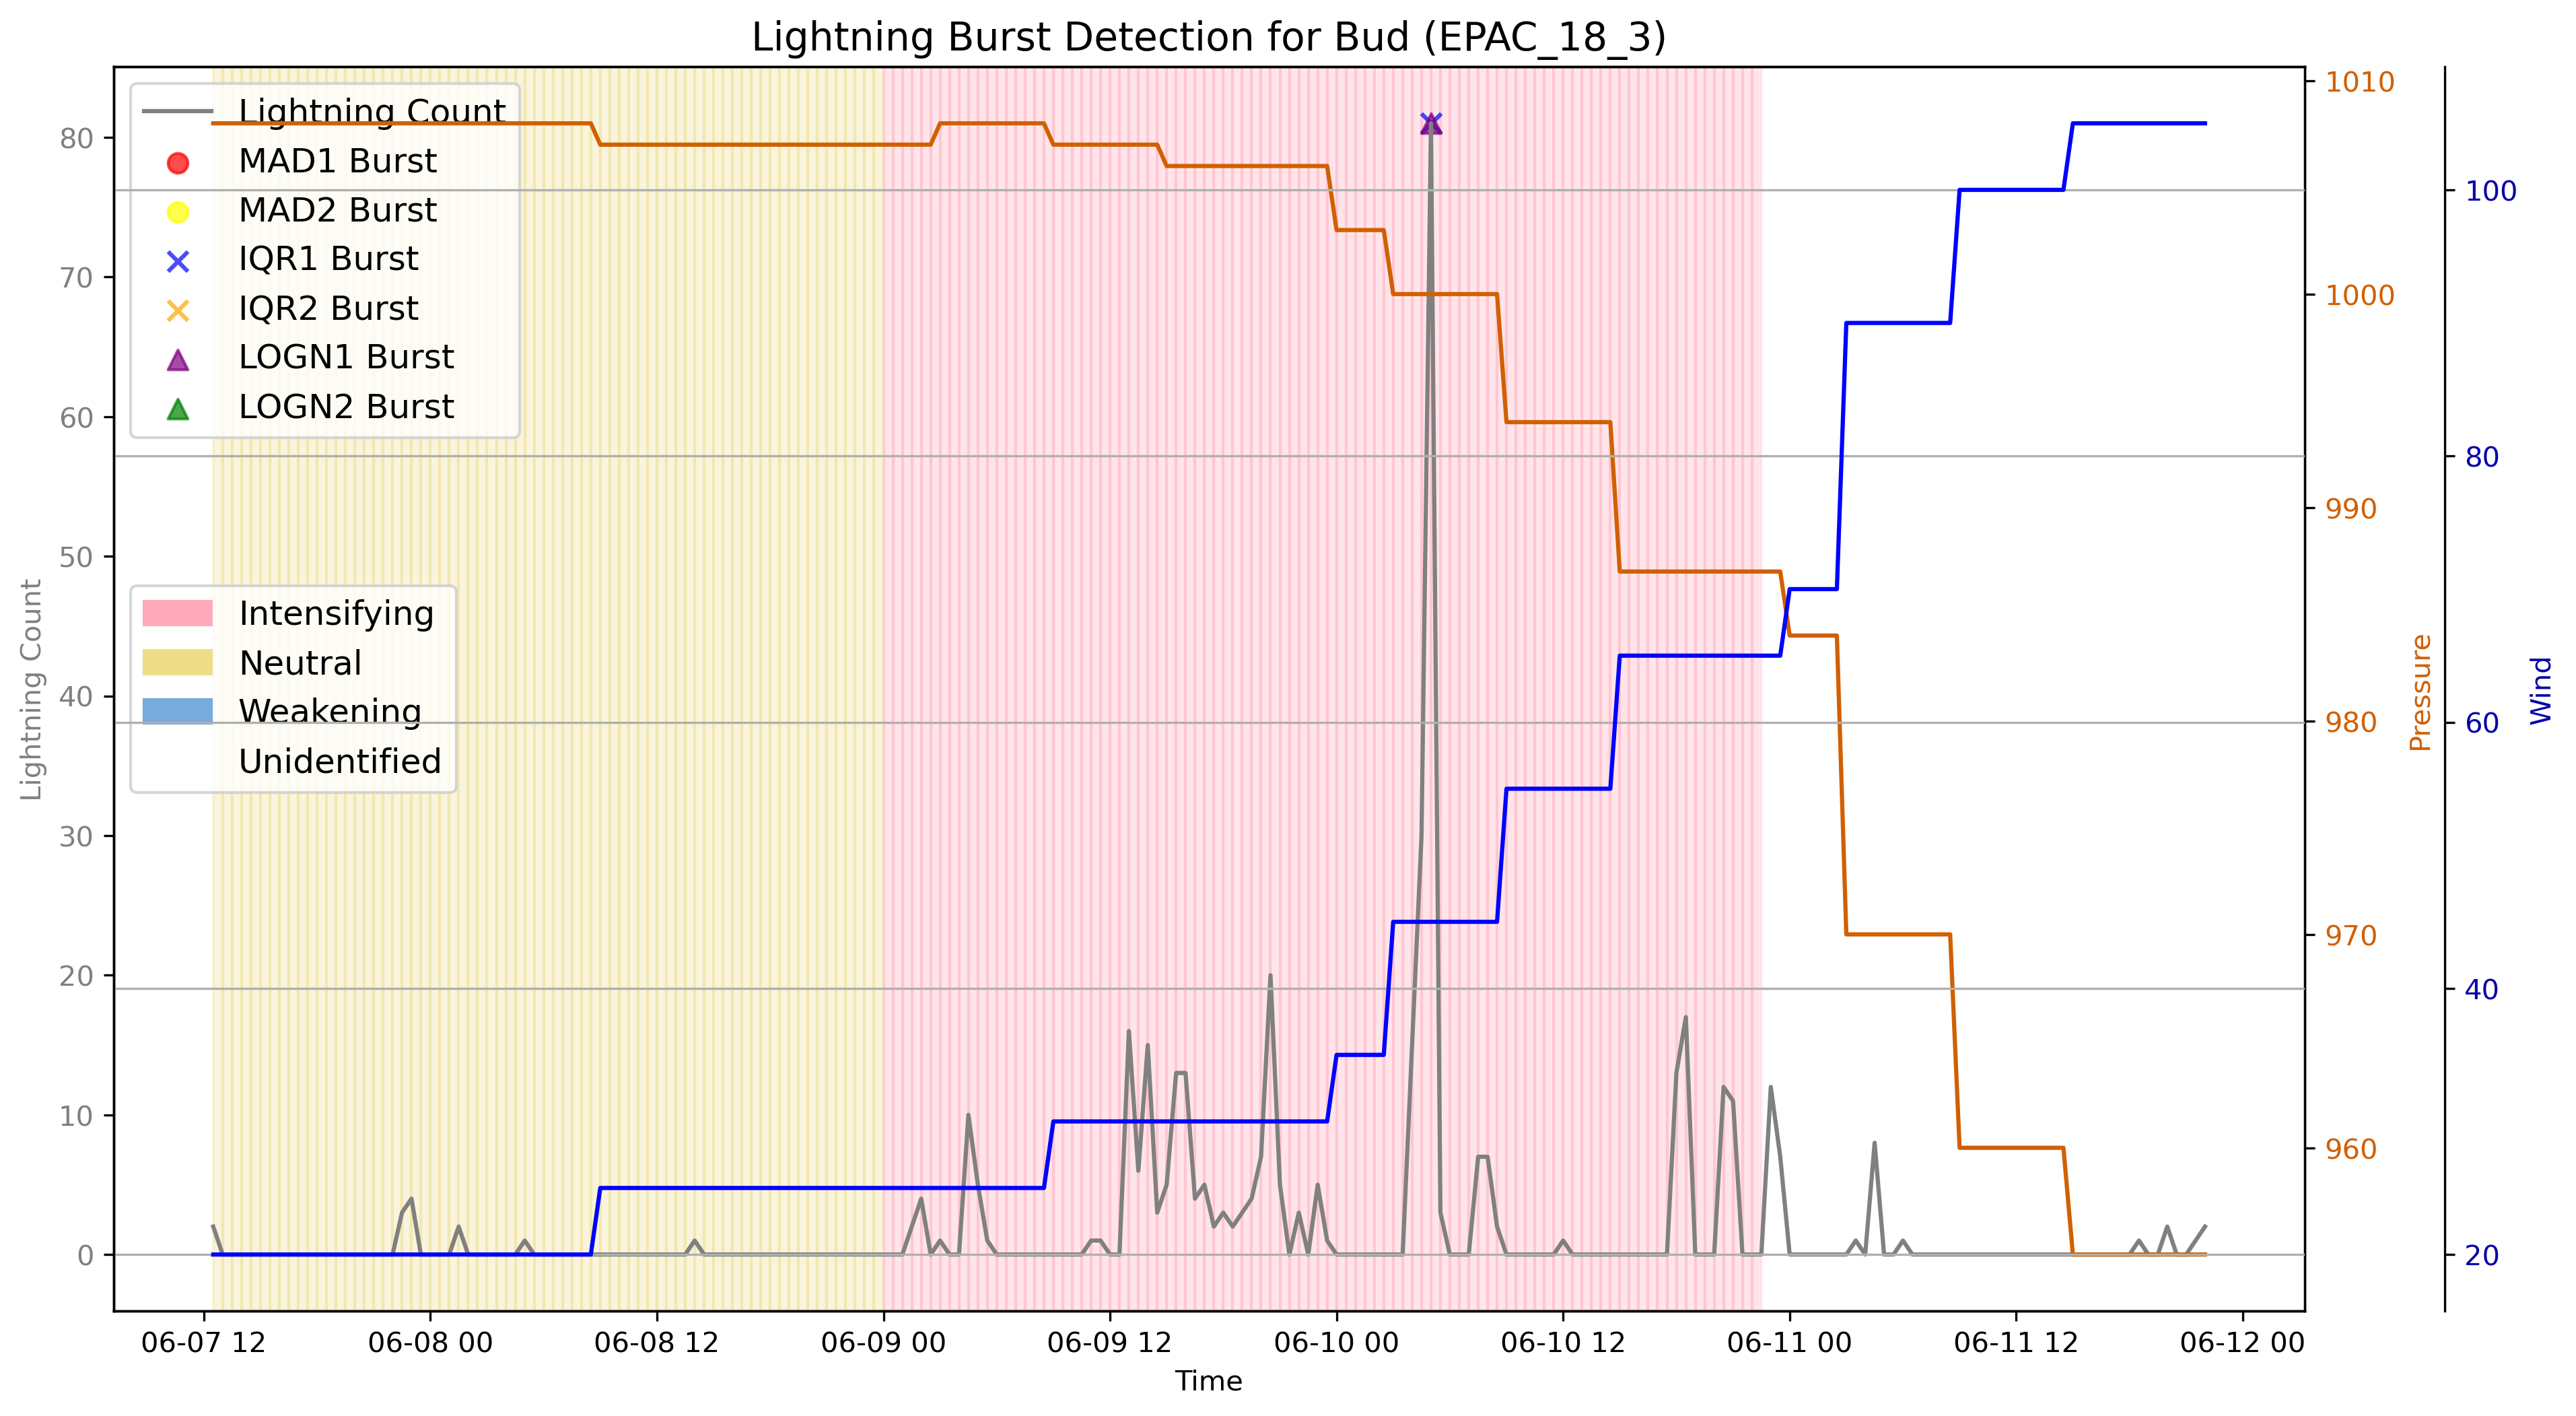 Lightning Burst Detection for Bud (EPAC_18_3)
Lightning Count
MAD1 Burst
MAD2 Burst
IQR1 Burst
IQR2 Burst
LOGN1 Burst
LOGN2 Burst
Intensifying
Neutral
Weakening
Unidentified
Lightning Count
80
70
60
50
40
30
20
10
0
1010
1000
990
980
970
960
Pressure
100
80
60
40
20
Wind
06-07 12
06-08 00
06-08 12
06-09 00
06-09 12
06-10 00
06-10 12
06-11 00
06-11 12
06-12 00
Time